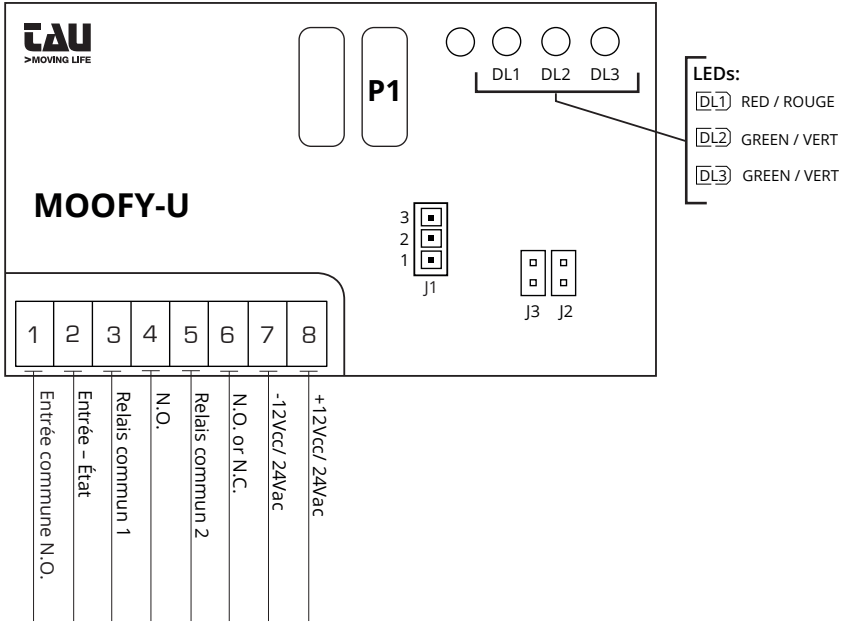 TAU
>MOVING LIFE
P1
DL1 DL2 DL3
LEDs:
DL1 RED / ROUGE
DL2 GREEN / VERT
DL3 GREEN / VERT
MOOFY-U
3
2
1
J1
J3 J2
1 2 3 4 5 6 7 8
Entrée commune N.O.
Entrée – État
Relais commun 1
N.O.
Relais commun 2
N.O. or N.C.
-12Vcc/ 24Vac
+12Vcc/ 24Vac